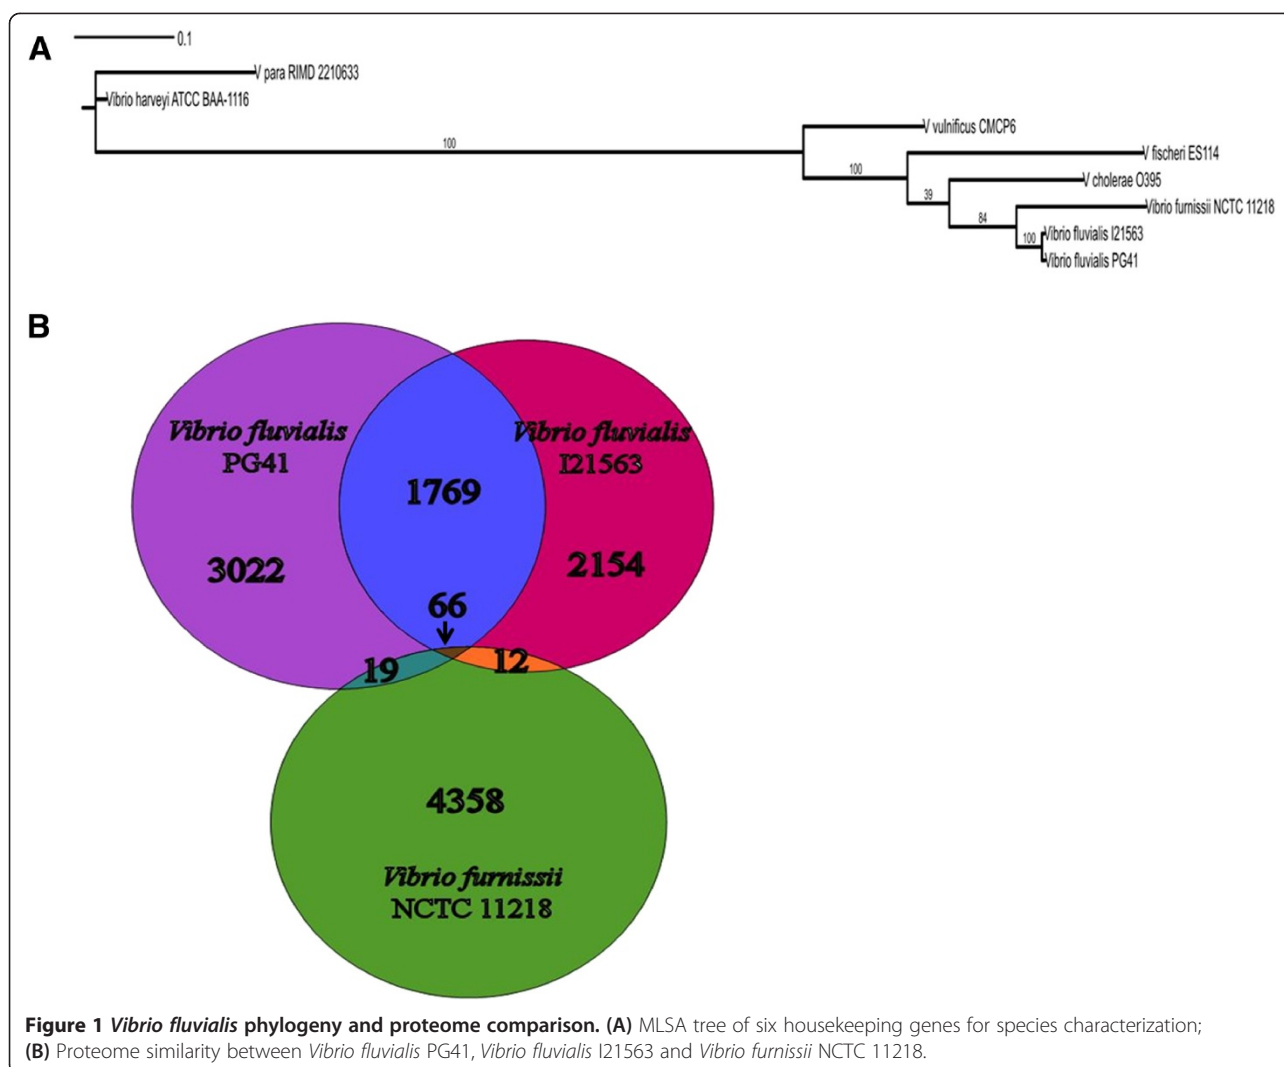 A
0.1
V para RIMD 2210633
Vibrio harveyi ATCC BAA-1116
100
V vulnificus CMCP6
V fischeri ES114
100
V cholerae O395
39
Vibrio furnissii NCTC 11218
84
Vibrio fluvialis I21563
100
Vibrio fluvialis PG41
B
Vibrio fluvialis
PG41
Vibrio fluvialis
I21563
1769
3022
2154
66
19
12
4358
Vibrio furnissii
NCTC 11218
Figure 1 Vibrio fluvialis phylogeny and proteome comparison. (A) MLSA tree of six housekeeping genes for species characterization;
(B) Proteome similarity between Vibrio fluvialis PG41, Vibrio fluvialis I21563 and Vibrio furnissii NCTC 11218.